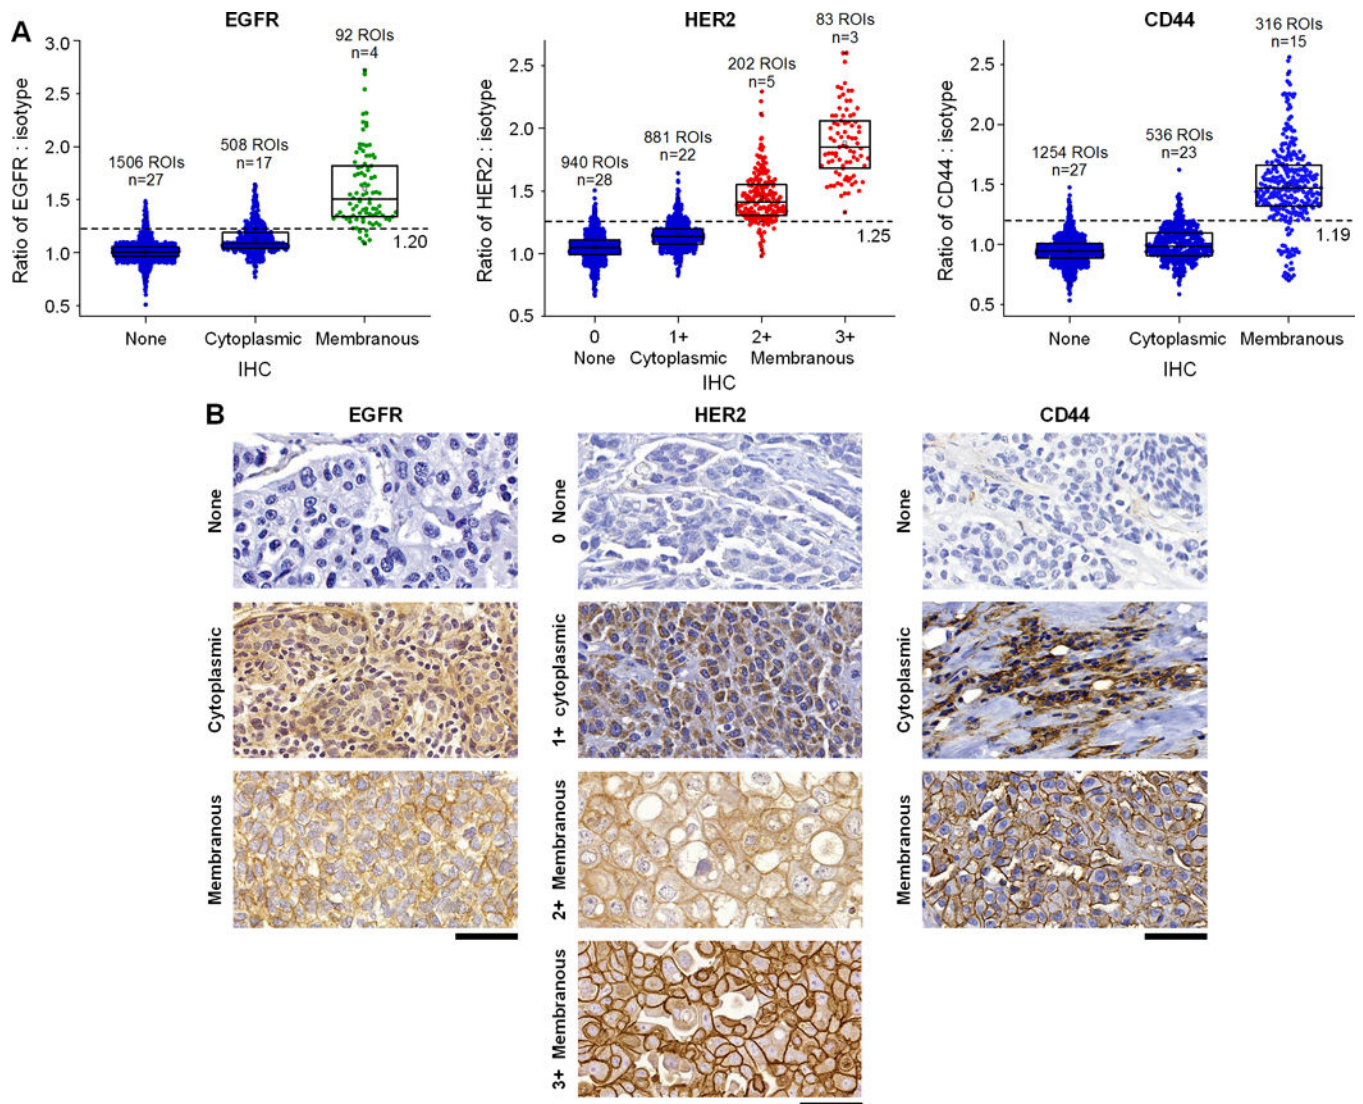 A
EGFR
Ratio of EGFR : isotype
3.0
2.5
2.0
1.5
1.0
0.5
1506 ROIs
n=27
508 ROIs
n=17
92 ROIs
n=4
1.20
None
Cytoplasmic
Membranous
IHC
HER2
Ratio of HER2 : isotype
2.5
2.0
1.5
1.0
0.5
940 ROIs
n=28
881 ROIs
n=22
202 ROIs
n=5
83 ROIs
n=3
1.25
0 1+ 2+ 3+
None Cytoplasmic Membranous
IHC
CD44
Ratio of CD44 : isotype
2.5
2.0
1.5
1.0
0.5
1254 ROIs
n=27
536 ROIs
n=23
316 ROIs
n=15
1.19
None
Cytoplasmic
Membranous
IHC
B
EGFR
None
Cytoplasmic
Membranous
HER2
0 None
1+ cytoplasmic
2+ Membranous
3+ Membranous
CD44
None
Cytoplasmic
Membranous